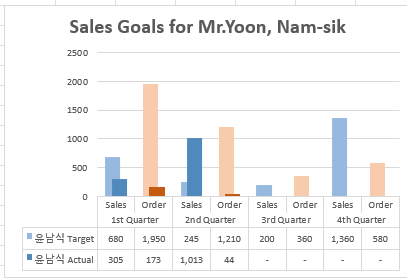 Sales Goals for Mr.Yoon, Nam-sik
2500
2000
1500
1000
500
0
Sales Order Sales Order Sales Order Sales Order
1st Quarter 2nd Quarter 3rd Quarter 4th Quarter
윤남식 Target 680 1,950 245 1,210 200 360 1,360 580
윤남식 Actual 305 173 1,013 44 - - - -